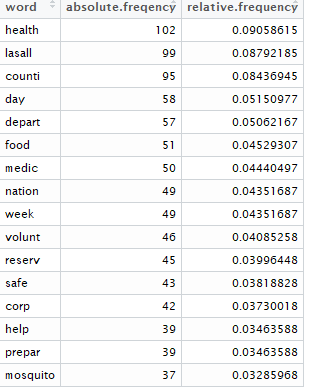 word absolute.freqency relative.frequency
health 102 0.09058615
lasall 99 0.08792185
counti 95 0.08436945
day 58 0.05150977
depart 57 0.05062167
food 51 0.04529307
medic 50 0.04440497
nation 49 0.04351687
week 49 0.04351687
volunt 46 0.04085258
reserv 45 0.03996448
safe 43 0.03818828
corp 42 0.03730018
help 39 0.03463588
prepar 39 0.03463588
mosquito 37 0.03285968